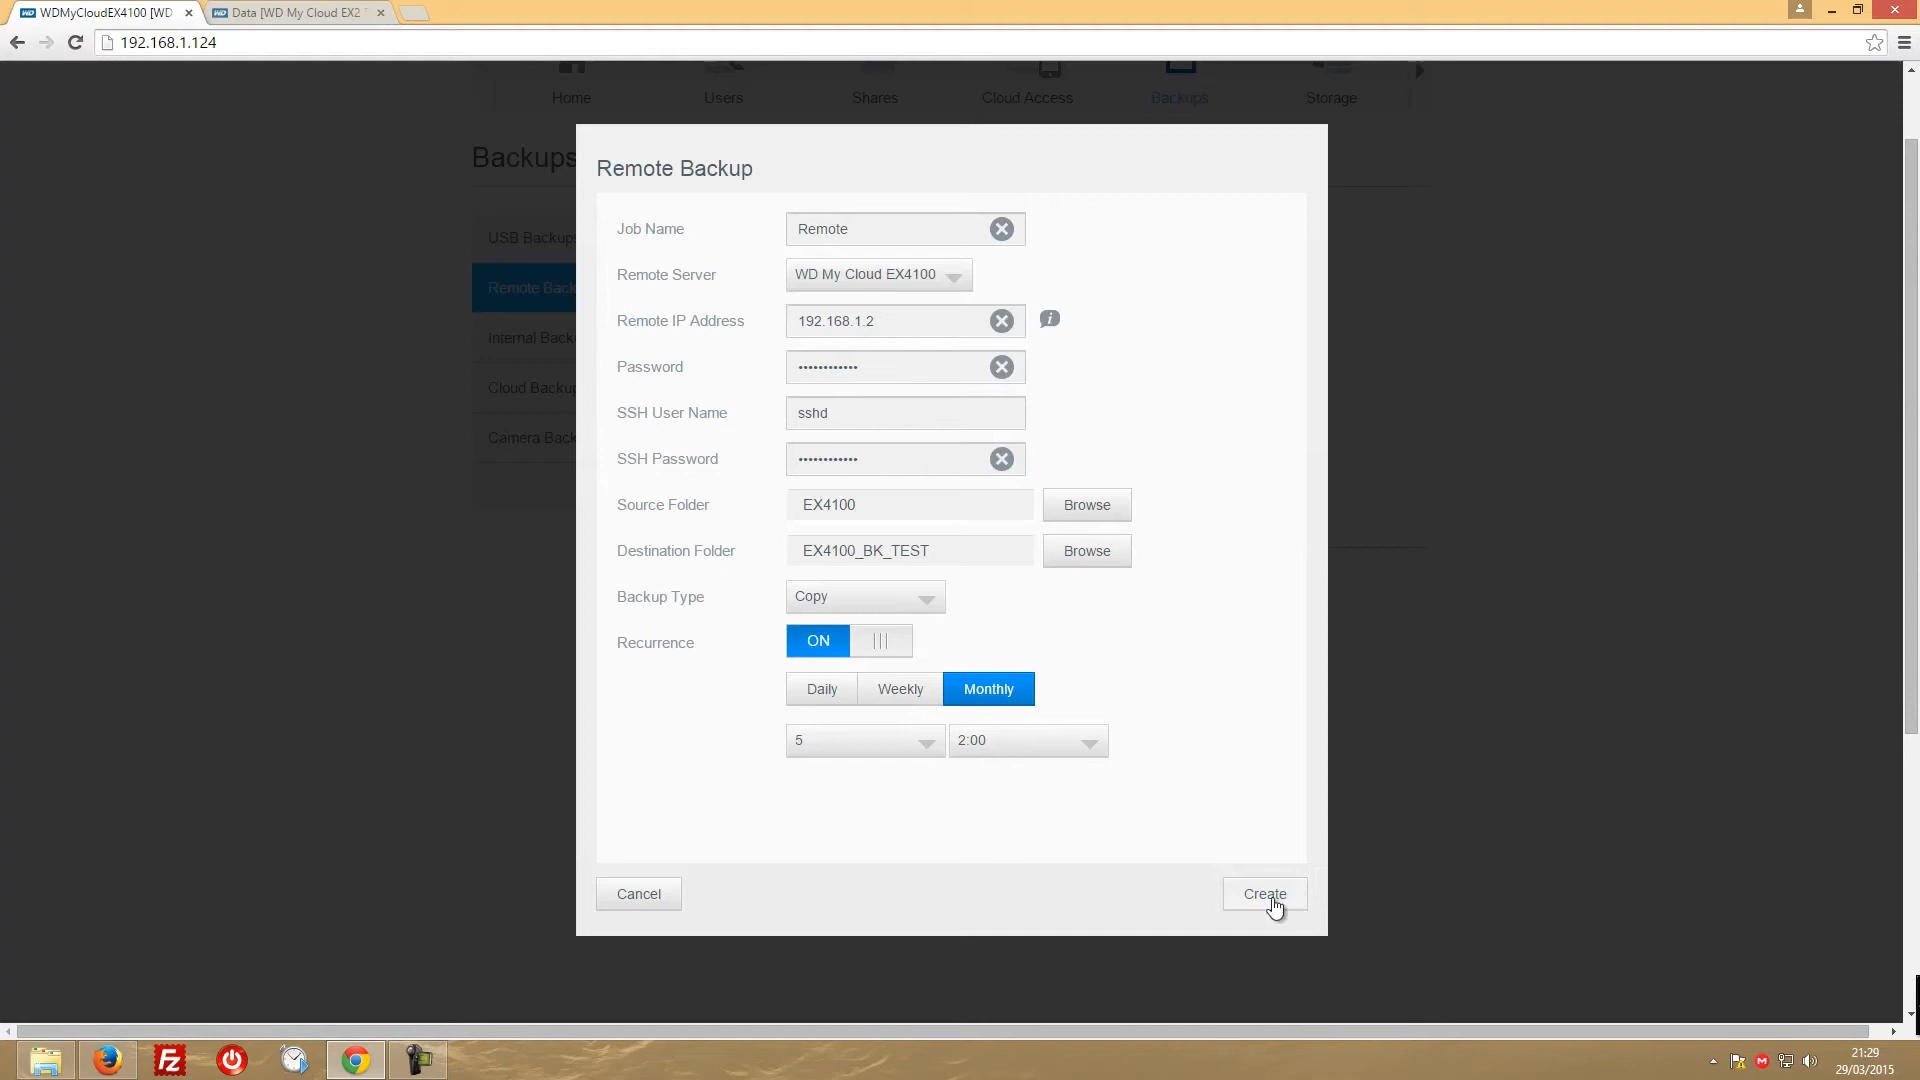 WDMyCloudEX4100 [WD
Data [WD My Cloud EX2
192.168.1.124
Home
Users
Shares
Cloud Access
Backups
Storage
Backups
Remote Backup
Job Name
Remote
USB Backups
Remote Server
WD My Cloud EX4100
Remote Back
Remote IP Address
192.168.1.2
Internal Back
Password
••••••••••••
Cloud Backup
SSH User Name
sshd
Camera Back
SSH Password
••••••••••••
Source Folder
EX4100
Browse
Destination Folder
EX4100_BK_TEST
Browse
Backup Type
Copy
Recurrence
ON
Daily
Weekly
Monthly
5
2:00
Cancel
Create
21:29
29/03/2015